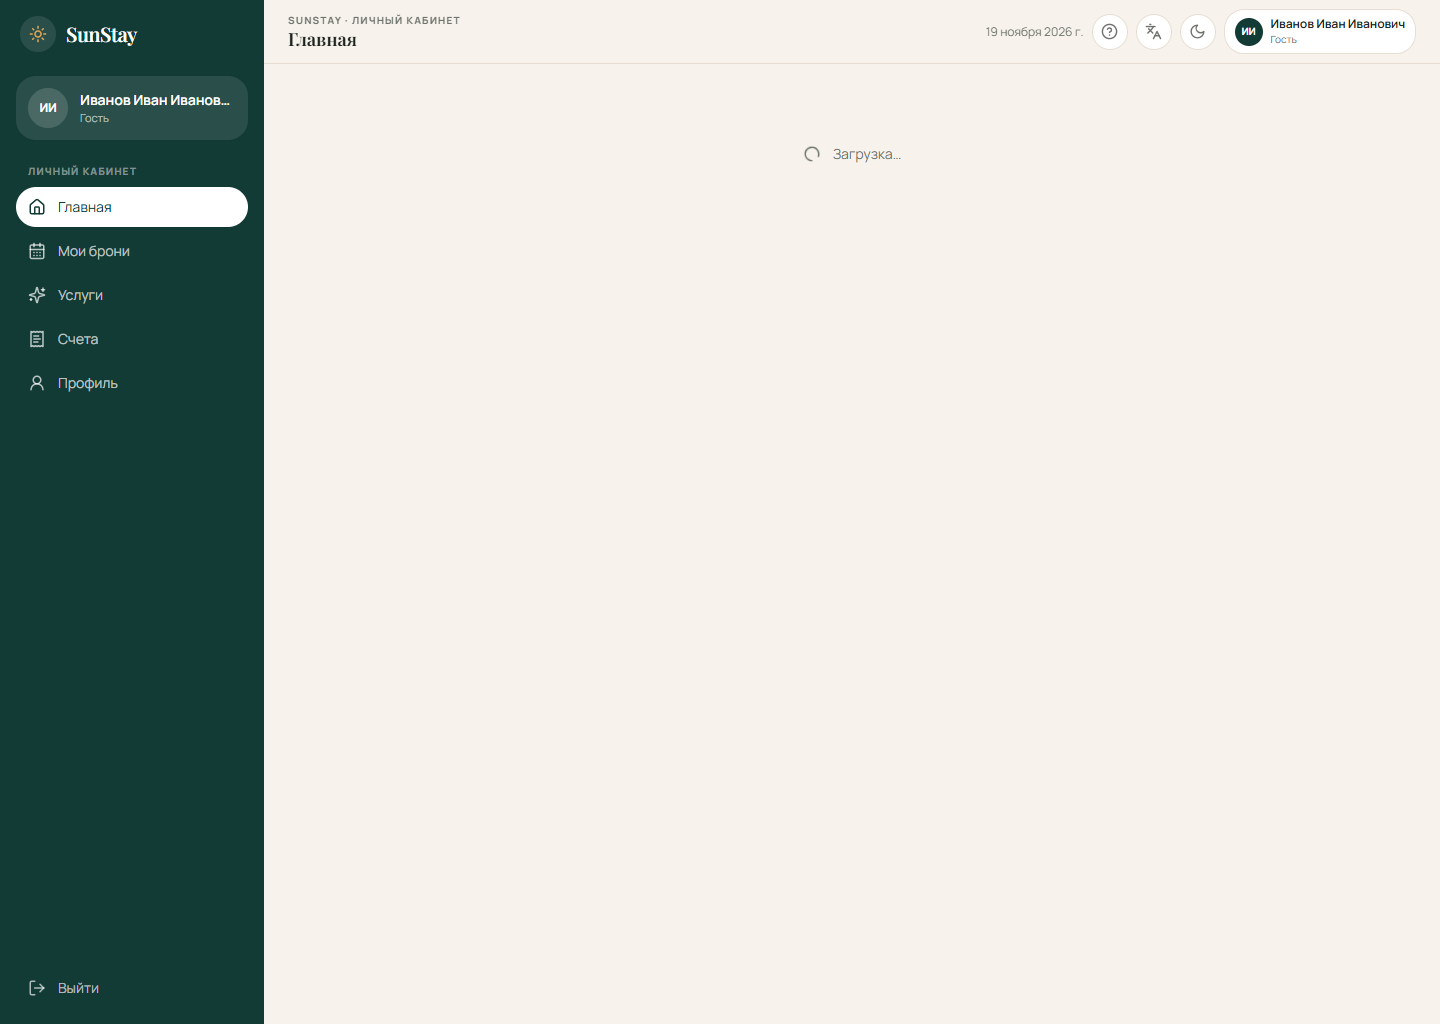 SunStay
ИИ
Иванов Иван Иванов…
Гость
ЛИЧНЫЙ КАБИНЕТ
Главная
Мои брони
Услуги
Счета
Профиль
Выйти
SUNSTAY · ЛИЧНЫЙ КАБИНЕТ
Главная
19 ноября 2026 г.
ИИ
Иванов Иван Иванович
Гость
Загрузка…